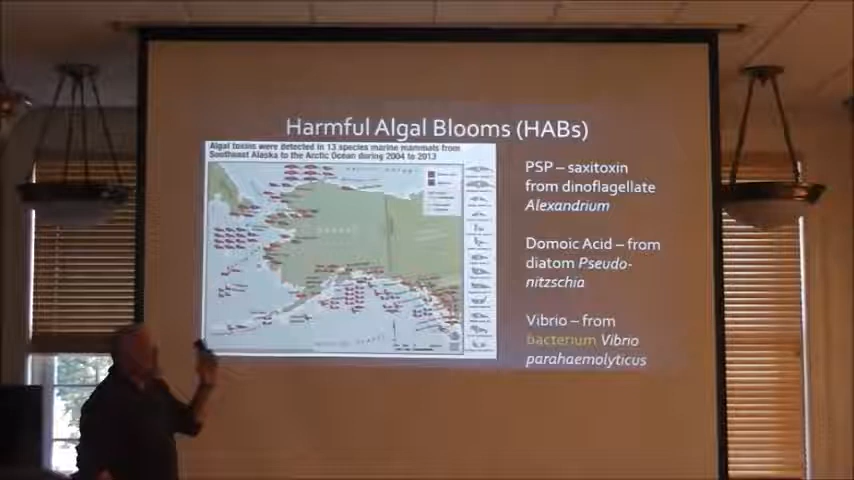 Harmful Algal Blooms (HABs)
Algal toxins were detected in 13 species marine mammals from
Southeast Alaska to the Arctic Ocean during 2004 to 2013
PSP – saxitoxin
from dinoflagellate
Alexandrium
Domoic Acid – from
diatom Pseudo-
nitzschia
Vibrio – from
bacterium Vibrio
parahaemolyticus